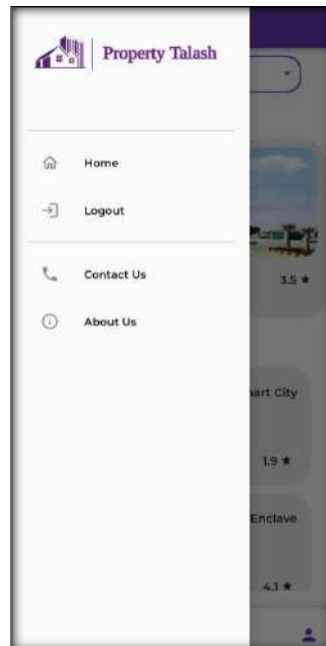 Property Talash
Home
Logout
Contact Us
3.5 ★
About Us
art City
1.9 ★
Enclave
4.1 ★